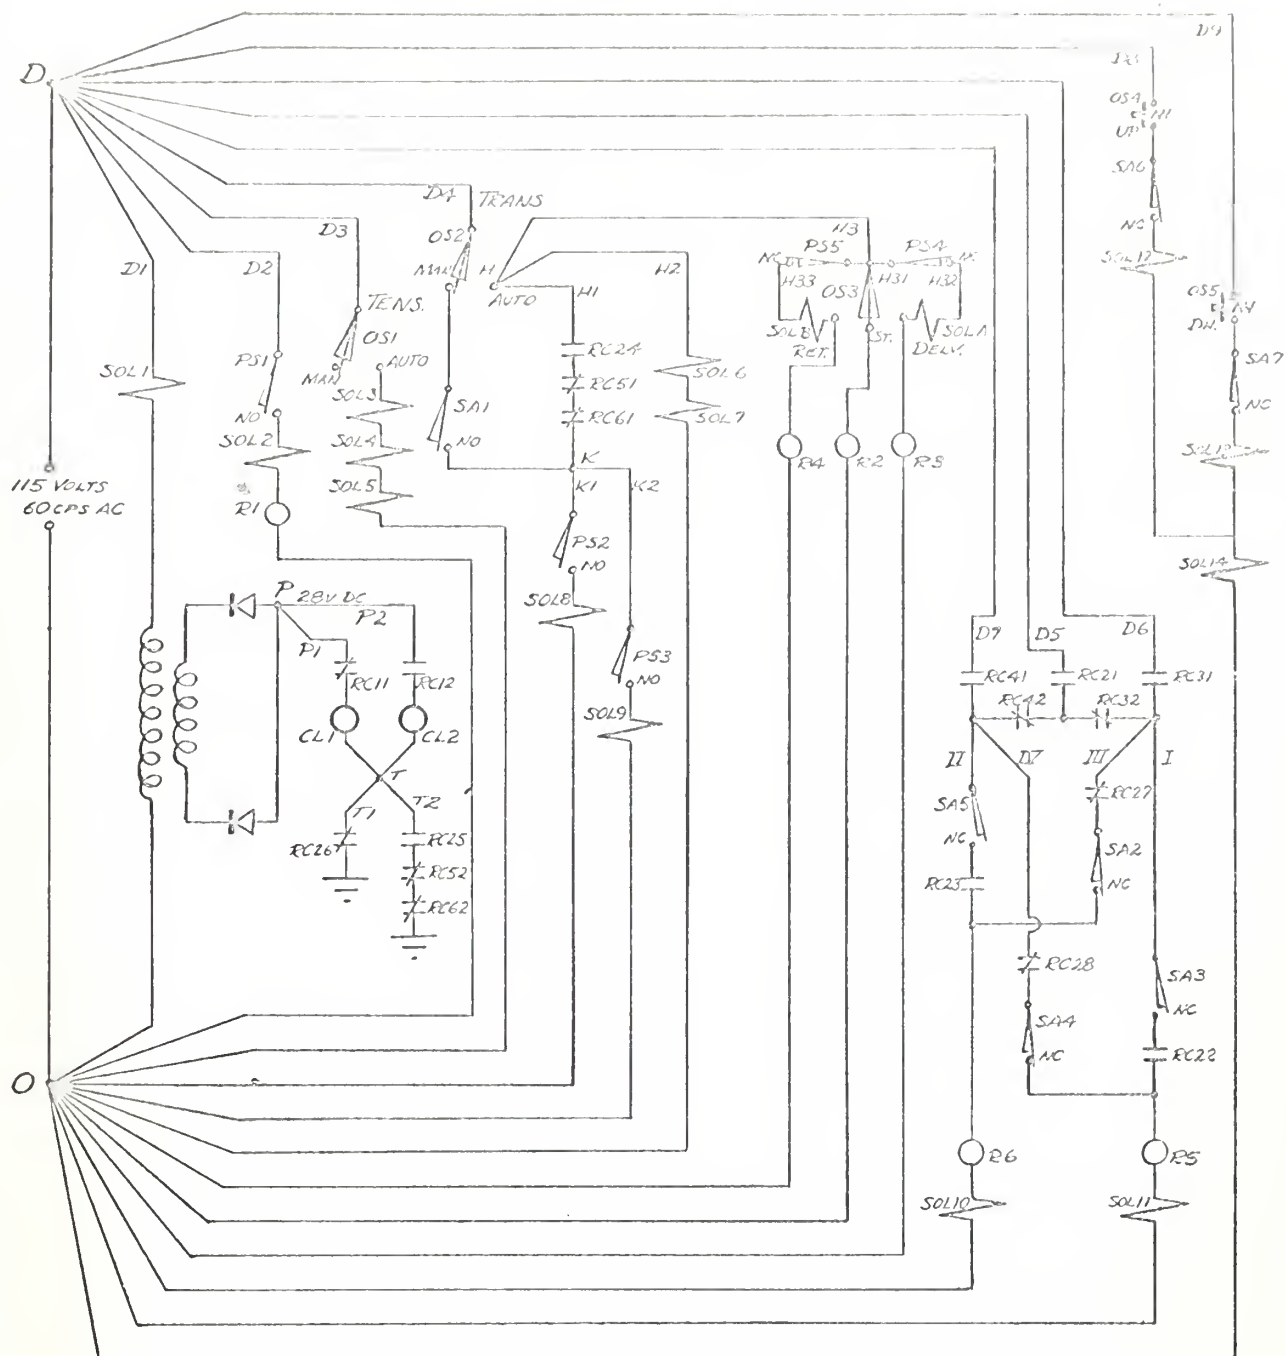 D
D9
D8
OS4
UP
SA6
NC
D4 TRANS
OS2
MAN
H
AUTO
D3
H3
PS5
PS4
NC
H33
OS3
H31
H32
D1
D2
H1
H2
TENS.
OS1
AUTO
MAN
SOL B
RET.
ST.
SOL A
DELV.
OS5
DN.
SA7
NC
SOL1
PS1
NO
SOL2
SOL3
SOL4
SOL5
SA1
NO
RC24
RC51
RC61
SOL6
SOL7
K
K1
K2
R4
R2
R3
115 VOLTS
60 CPS AC
R1
PS2
NO
SOL8
SOL14
P 28V DC
P2
P1
RC11
RC12
CL1
CL2
T
T1
T2
RC26
RC25
RC52
RC62
PS3
NO
SOL9
D5
D6
RC41
RC21
RC31
RC42
RC32
II
III
I
RC27
SA5
NC
SA2
NC
RC23
RC28
SA3
NC
SA4
NC
RC22
O
R6
R5
SOL10
SOL11